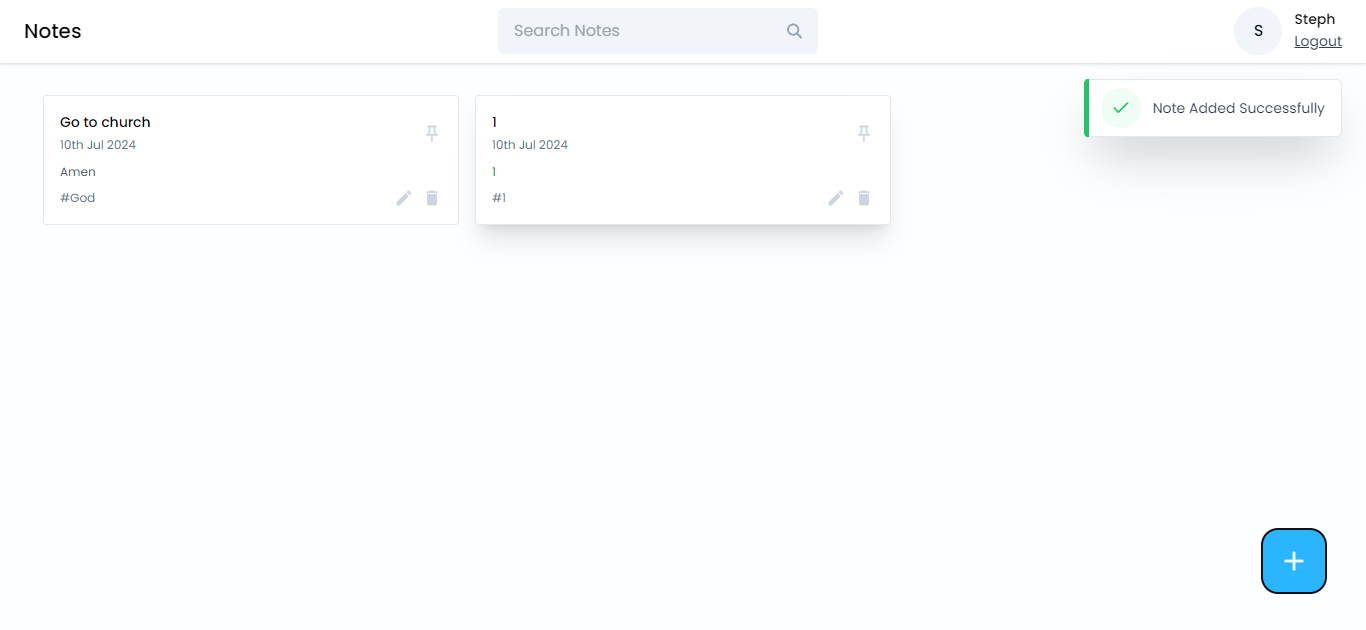 Notes
Search Notes
S
Steph
Logout
Note Added Successfully
Go to church
10th Jul 2024
Amen
#God
1
10th Jul 2024
1
#1